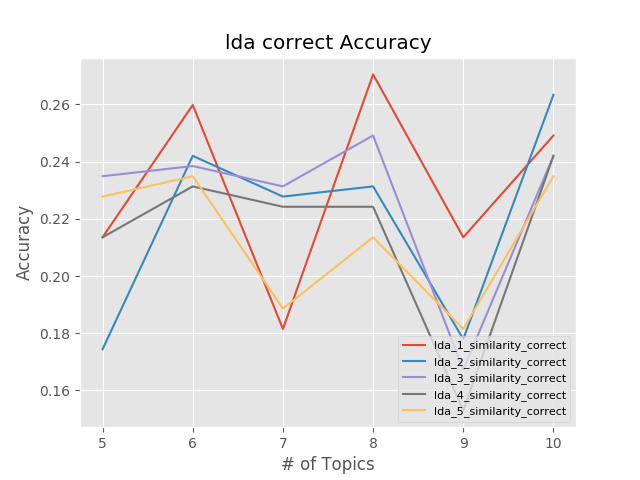 lda correct Accuracy
0.26
0.24
0.22
0.20
0.18
0.16
Accuracy
lda_1_similarity_correct
lda_2_similarity_correct
lda_3_similarity_correct
lda_4_similarity_correct
lda_5_similarity_correct
5 6 7 8 9 10
# of Topics